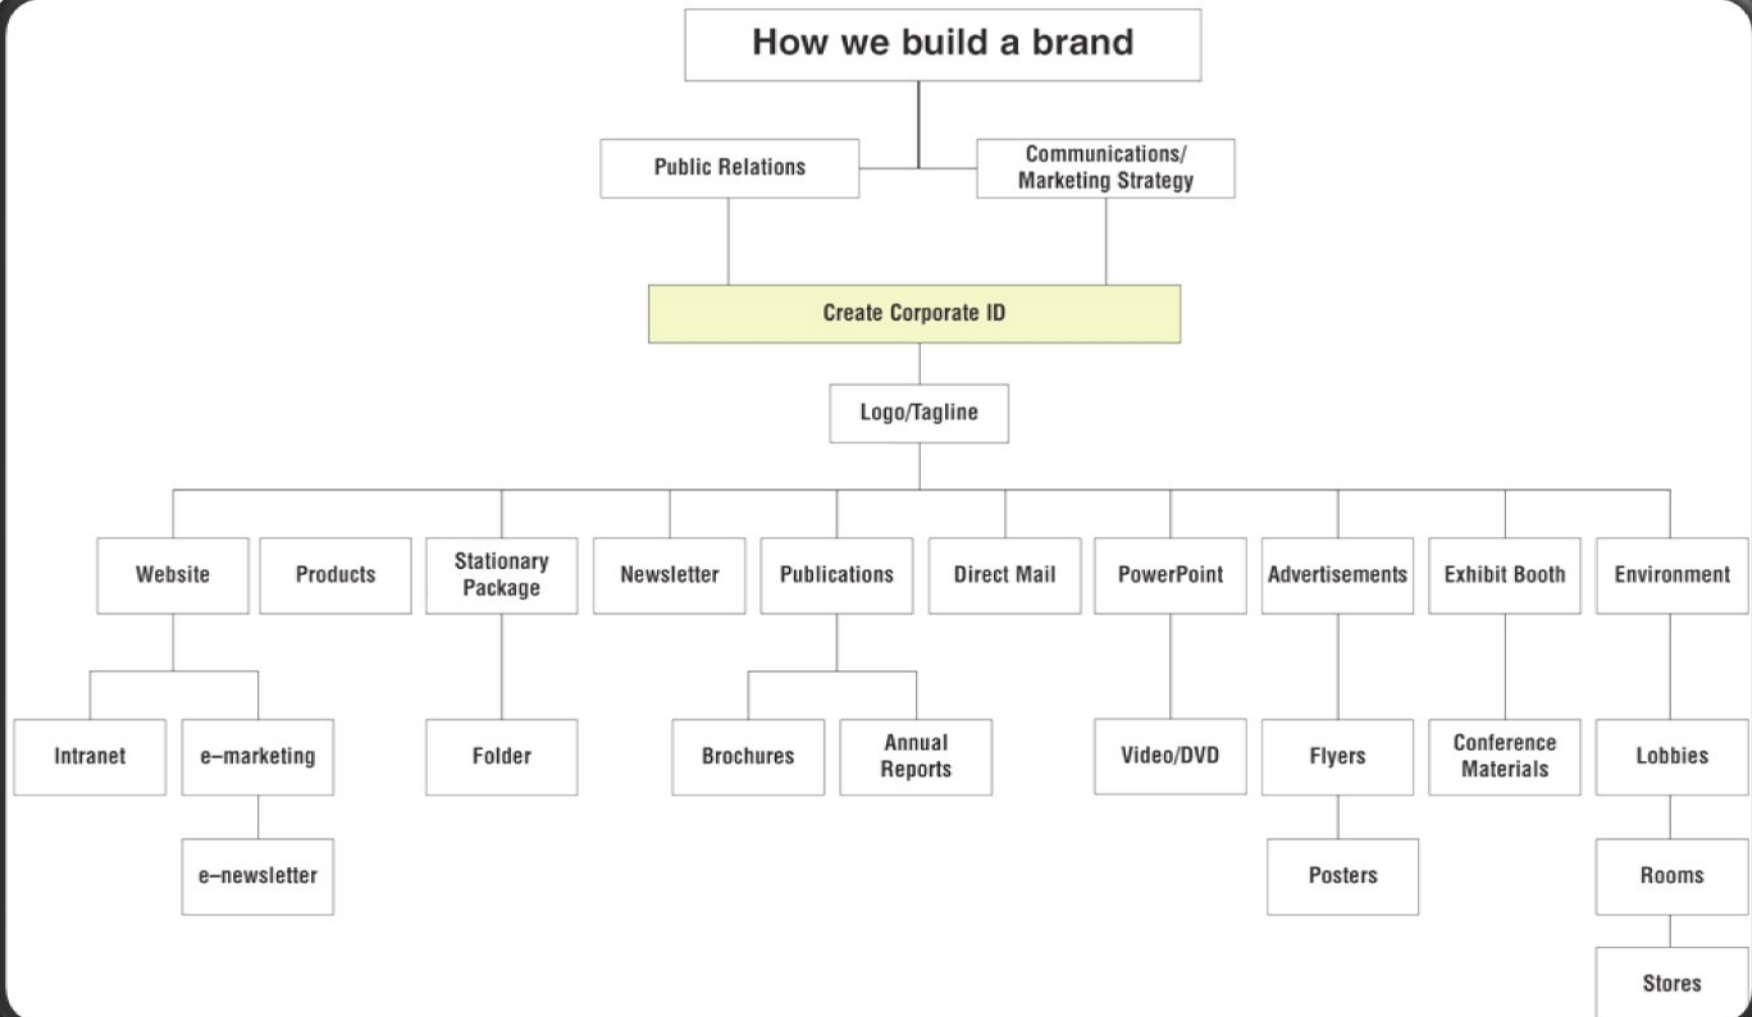 How we build a brand
Public Relations
Communications/
Marketing Strategy
Create Corporate ID
Logo/Tagline
Website
Products
Stationary
Package
Newsletter
Publications
Direct Mail
PowerPoint
Advertisements
Exhibit Booth
Environment
Intranet
e–marketing
Folder
Brochures
Annual
Reports
Video/DVD
Flyers
Conference
Materials
Lobbies
e–newsletter
Posters
Rooms
Stores